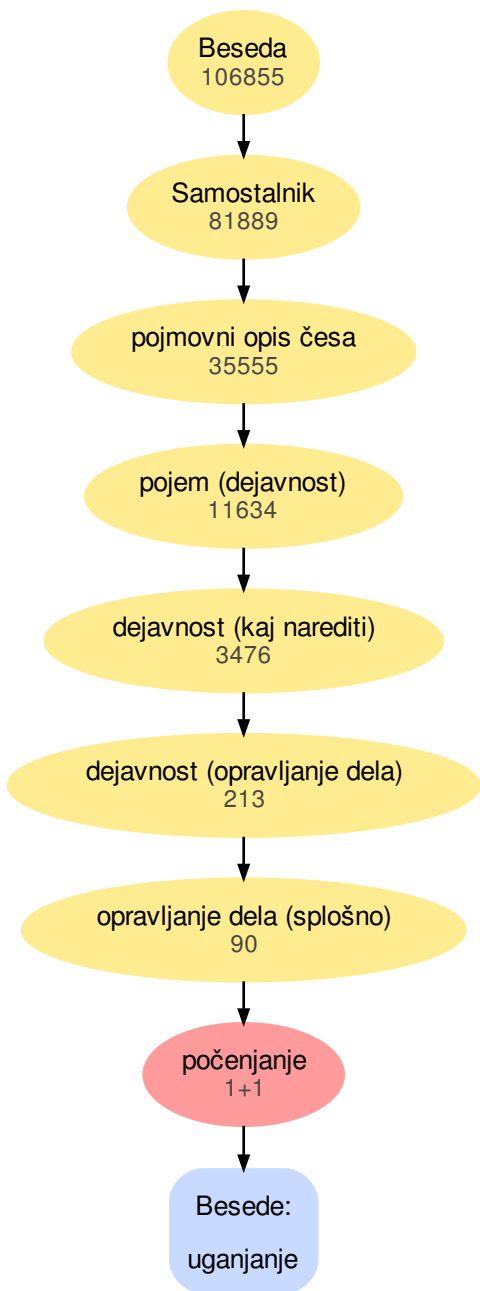 Beseda
106855
Samostalnik
81889
pojmovni opis česa
35555
pojem (dejavnost)
11634
dejavnost (kaj narediti)
3476
dejavnost (opravljanje dela)
213
opravljanje dela (splošno)
90
počenjanje
1+1
Besede:
uganjanje